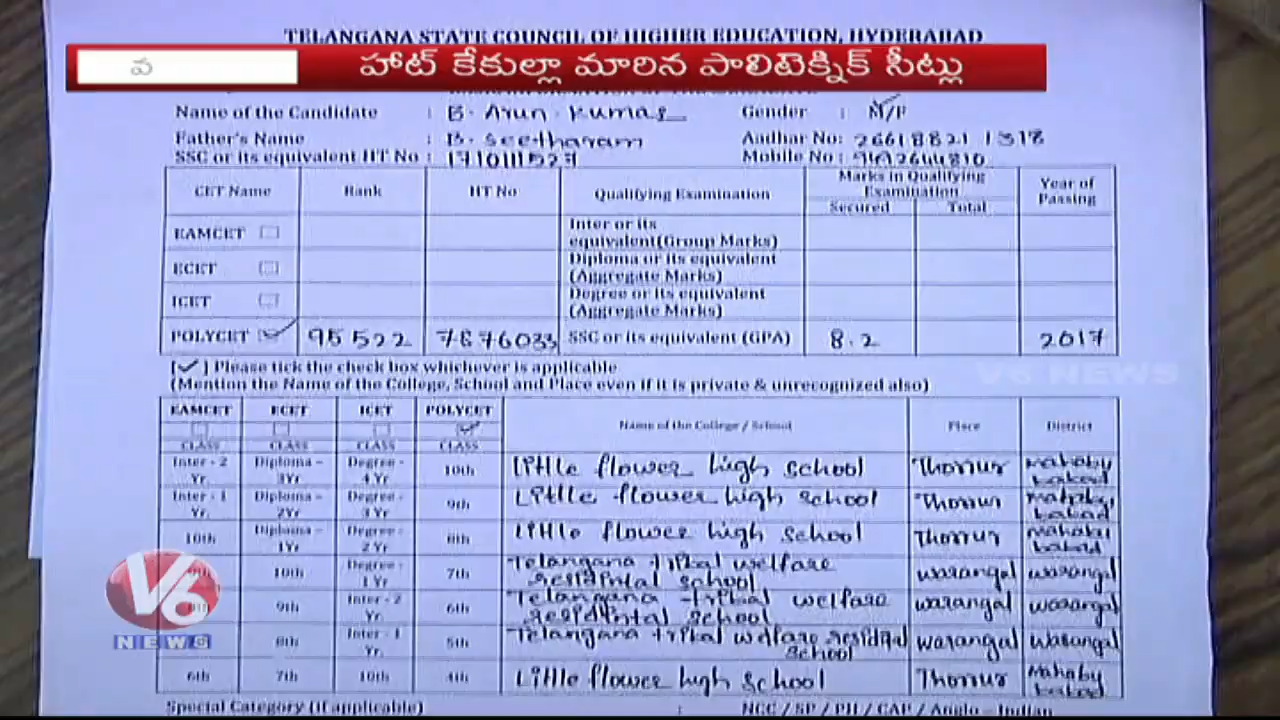 TELANGANA STATE COUNCIL OF HIGHER EDUCATION, HYDERABAD
వ
హాట్ కేకుల్లా మారిన పాలిటెక్నిక్ సీట్లు
Name of the Candidate : B. Arun. kumar Gender : M/F
Father's Name : B. Seetharam Aadhar No:
SSC or its equivalent HT No : Mobile No :
CET Name Rank HT No Qualifying Examination Marks in Qualifying Examination Year of Passing
Secured Total
EAMCET Inter or its equivalent(Group Marks)
ECET Diploma or its equivalent (Aggregate Marks)
ICET Degree or its equivalent (Aggregate Marks)
POLYCET 95522 7876033 SSC or its equivalent (GPA) 8.2 2017
[✓] Please tick the check box whichever is applicable
(Mention the Name of the College, School and Place even if it is private & unrecognized also)
V6 NEWS
EAMCET ECET ICET POLYCET Name of the College / School Place District
CLASS CLASS CLASS CLASS
Inter - 2 Yr. Diploma - 3Yr Degree - 4 Yr 10th Little flower high school Thorrur Mahabubabad
Inter - 1 Yr. Diploma - 2Yr Degree - 3 Yr 9th Little flower high school Thorrur
10th Diploma - 1Yr Degree - 2 Yr 8th Little flower high school Thorrur
10th Degree - 1 Yr 7th Telangana tribal welfare residental school warangal warangal
9th Inter - 2 Yr. 6th Telangana tribal welfare residental school warangal warangal
8th Inter - 1 Yr. 5th Telangana tribal welfare school warangal warangal
6th 7th 10th 4th Little flower high school Thorrur
V6
NEWS
Special Category (if applicable) : NCC / SP / PH / CAP / Anglo - Indian